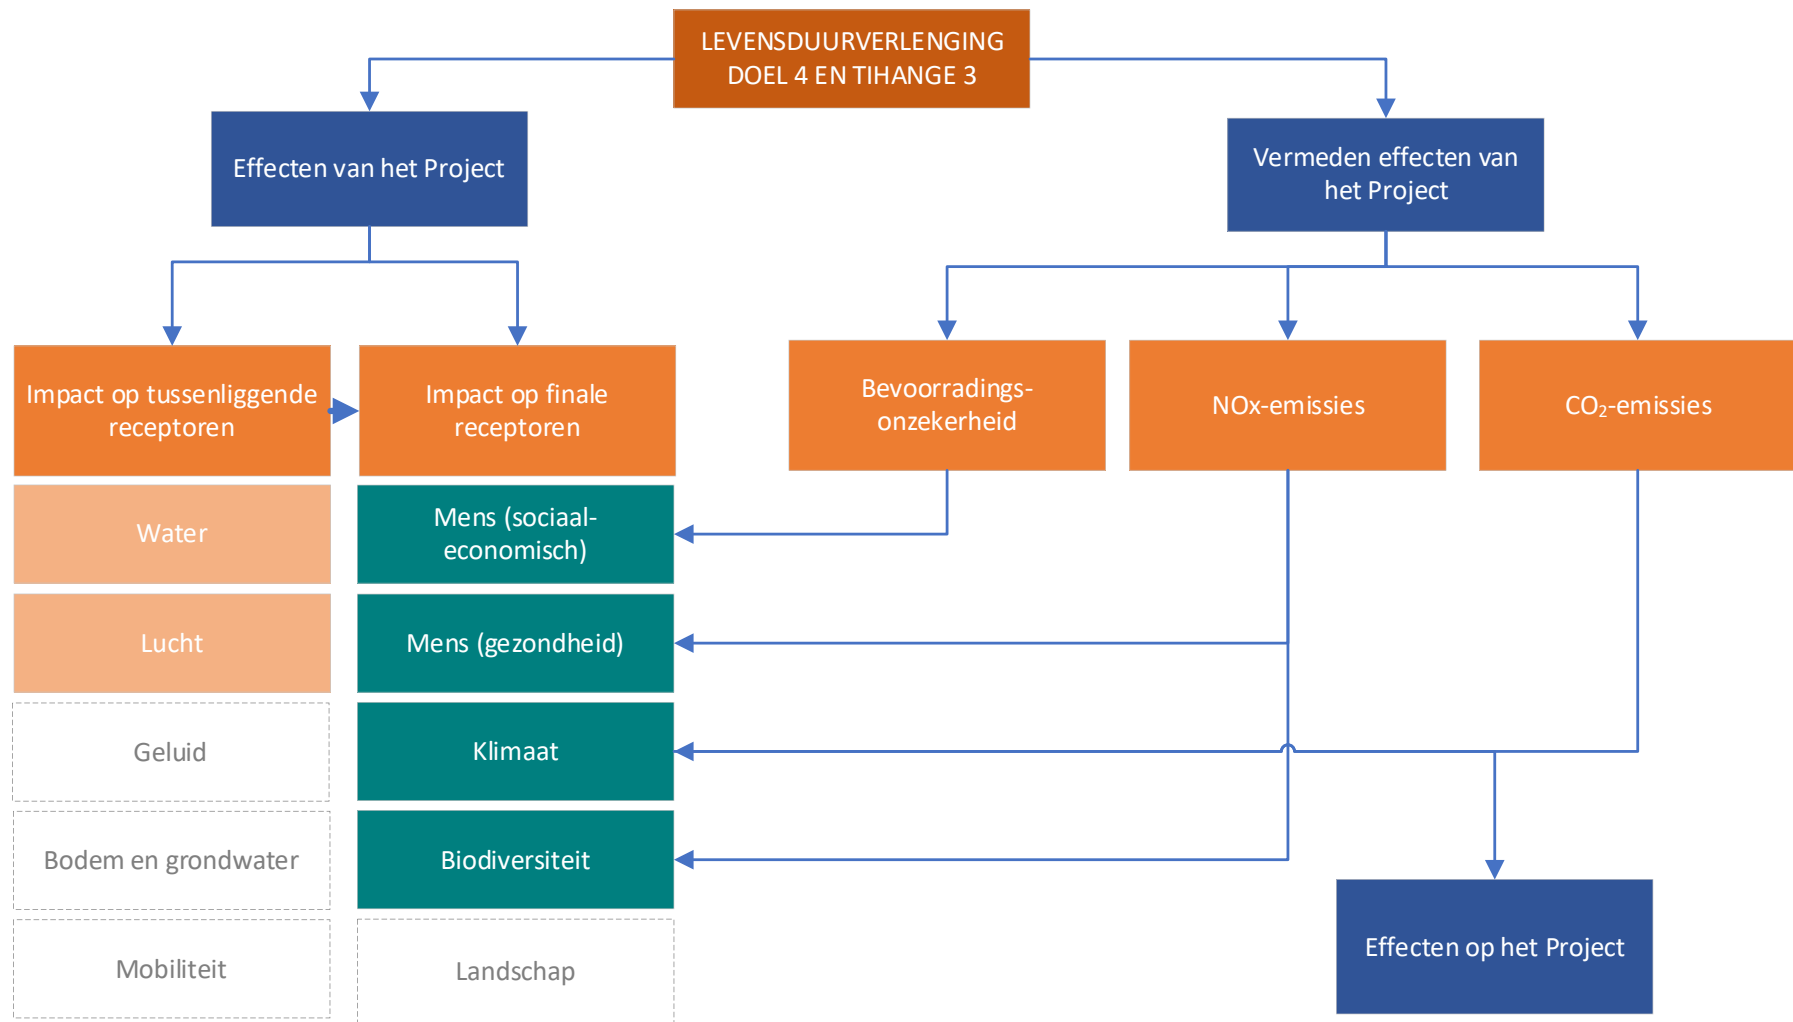 LEVENSDUURVERLENGING
DOEL 4 EN TIHANGE 3
Effecten van het Project
Vermeden effecten van
het Project
Impact op tussenliggende
receptoren
Impact op finale
receptoren
Bevoorradings-
onzekerheid
NOx-emissies
CO₂-emissies
Water
Mens (sociaal-
economisch)
Lucht
Mens (gezondheid)
Geluid
Klimaat
Bodem en grondwater
Biodiversiteit
Mobiliteit
Landschap
Effecten op het Project